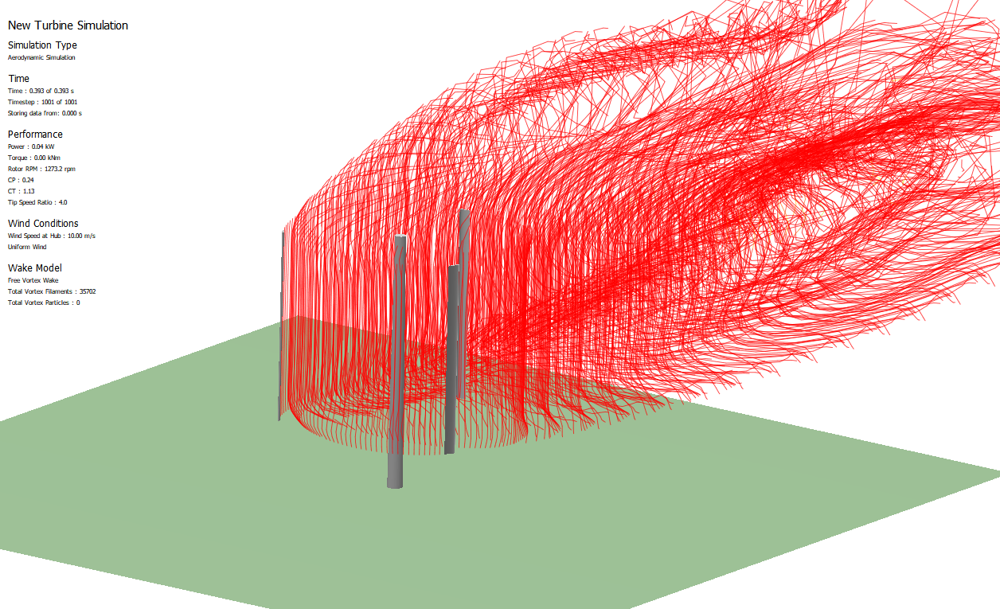 New Turbine Simulation
Simulation Type
Aerodynamic Simulation
Time
Time : 0.393 of 0.393 s
Timestep : 1001 of 1001
Storing data from: 0.000 s
Performance
Power : 0.04 kW
Torque : 0.00 kNm
Rotor RPM : 1273.2 rpm
CP : 0.24
CT : 1.13
Tip Speed Ratio : 4.0
Wind Conditions
Wind Speed at Hub : 10.00 m/s
Uniform Wind
Wake Model
Free Vortex Wake
Total Vortex Filaments : 35702
Total Vortex Particles : 0